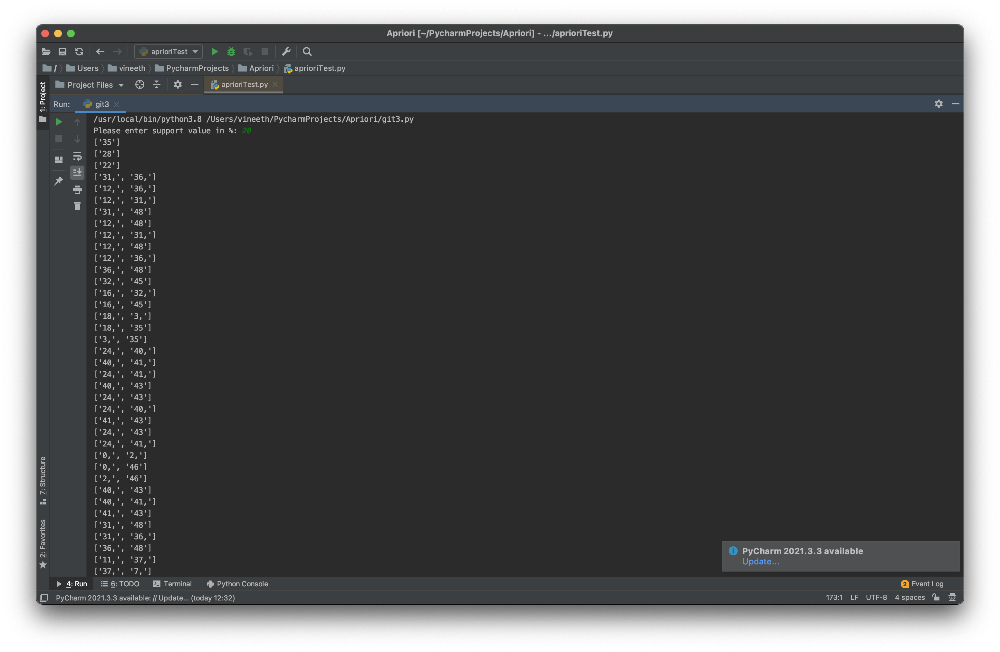 Apriori [~/PycharmProjects/Apriori] - .../aprioriTest.py
aprioriTest
/ Users vineeth PycharmProjects Apriori aprioriTest.py
1: Project
Project Files aprioriTest.py
Run: git3
/usr/local/bin/python3.8 /Users/vineeth/PycharmProjects/Apriori/git3.py
Please enter support value in %: 20
['35']
['28']
['22']
['31,', '36,']
['12,', '36,']
['12,', '31,']
['31,', '48']
['12,', '48']
['12,', '31,']
['12,', '48']
['12,', '36,']
['36,', '48']
['32,', '45']
['16,', '32,']
['16,', '45']
['18,', '3,']
['18,', '35']
['3,', '35']
['24,', '40,']
['40,', '41,']
['24,', '41,']
['40,', '43']
['24,', '43']
['24,', '40,']
['41,', '43']
['24,', '43']
['24,', '41,']
['0,', '2,']
['0,', '46']
['2,', '46']
['40,', '43']
['40,', '41,']
['41,', '43']
['31,', '48']
['31,', '36,']
['36,', '48']
['11,', '37,']
['37,', '7,']
7: Structure
2: Favorites
PyCharm 2021.3.3 available
Update...
4: Run 6: TODO Terminal Python Console 2 Event Log
PyCharm 2021.3.3 available: // Update... (today 12:32) 173:1 LF UTF-8 4 spaces